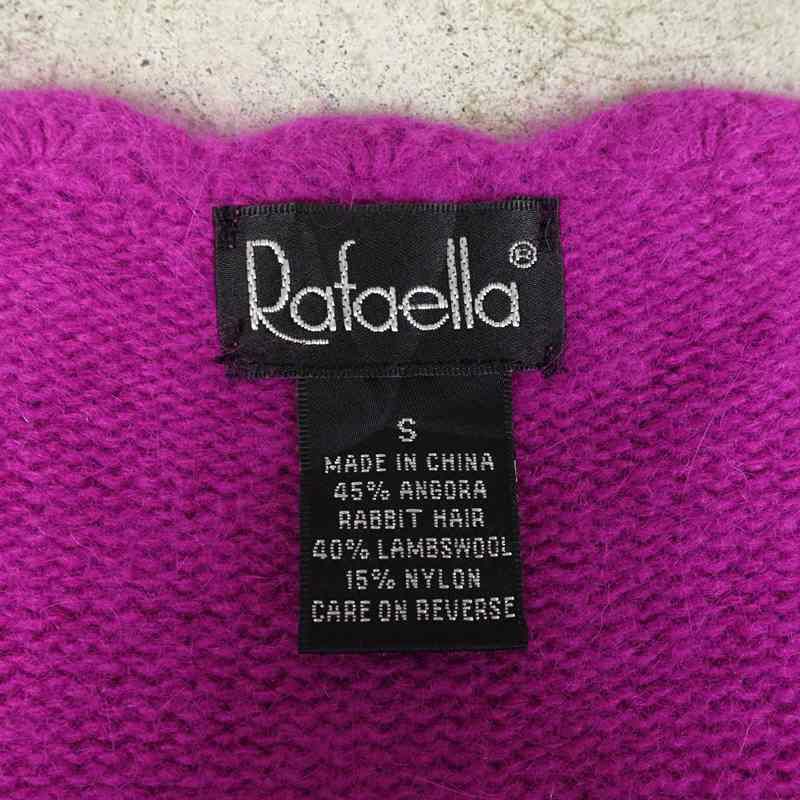 Rafaella®
S
MADE IN CHINA
45% ANGORA
RABBIT HAIR
40% LAMBSWOOL
15% NYLON
CARE ON REVERSE